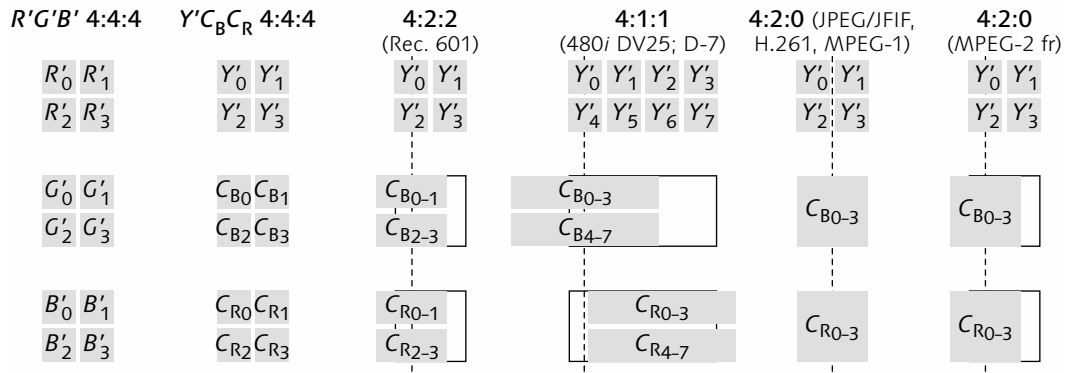 R'G'B' 4:4:4 Y'CBCR 4:4:4 4:2:2 4:1:1 4:2:0 (JPEG/JFIF, 4:2:0
(Rec. 601) (480i DV25; D-7) H.261, MPEG-1) (MPEG-2 fr)
R'0 R'1 Y'0 Y'1 Y'0 Y'1 Y'0 Y'1 Y'2 Y'3 Y'0 Y'1 Y'0 Y'1
R'2 R'3 Y'2 Y'3 Y'2 Y'3 Y'4 Y'5 Y'6 Y'7 Y'2 Y'3 Y'2 Y'3
G'0 G'1 CB0 CB1 CB0–1 CB0–3 CB0–3 CB0–3
G'2 G'3 CB2 CB3 CB2–3 CB4–7
B'0 B'1 CR0 CR1 CR0–1 CR0–3 CR0–3 CR0–3
B'2 B'3 CR2 CR3 CR2–3 CR4–7